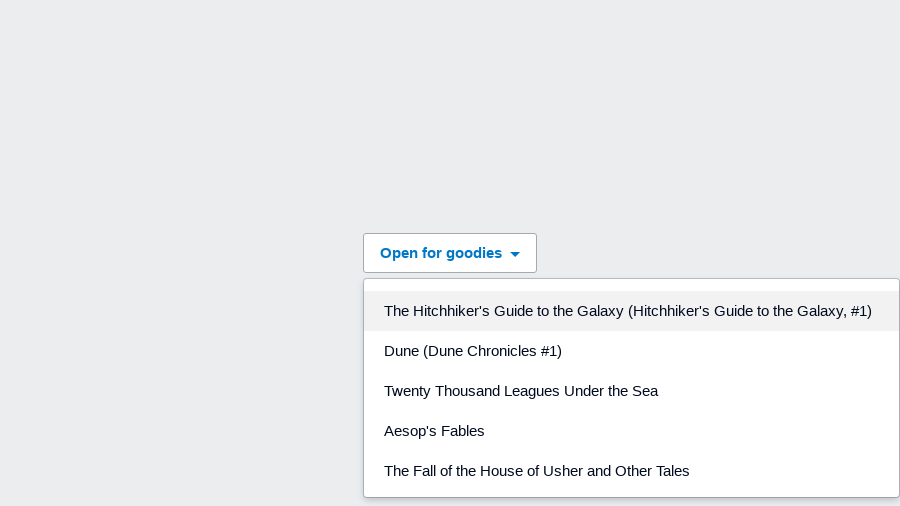 Open for goodies
The Hitchhiker's Guide to the Galaxy (Hitchhiker's Guide to the Galaxy, #1)
Dune (Dune Chronicles #1)
Twenty Thousand Leagues Under the Sea
Aesop's Fables
The Fall of the House of Usher and Other Tales